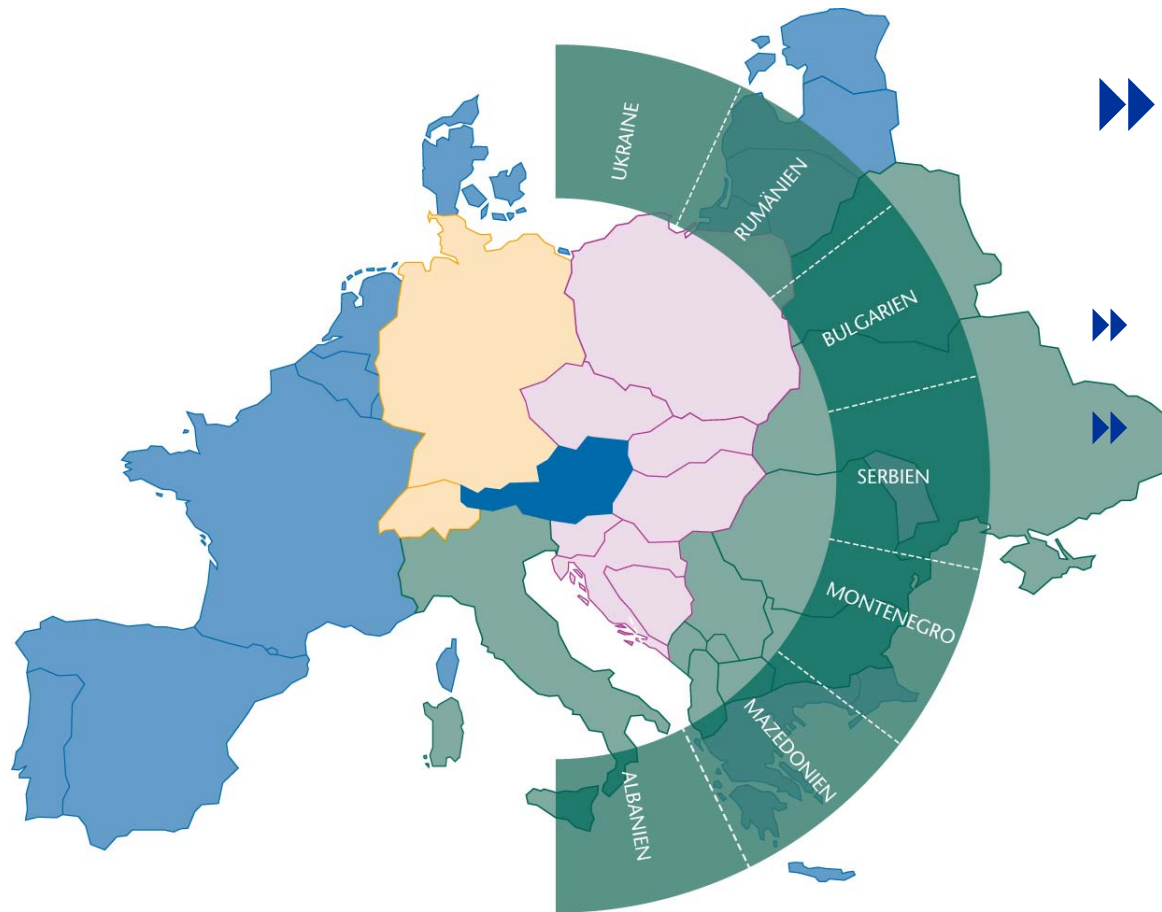 UKRAINE
RUMÄNIEN
BULGARIEN
SERBIEN
MONTENEGRO
MAZEDONIEN
ALBANIEN